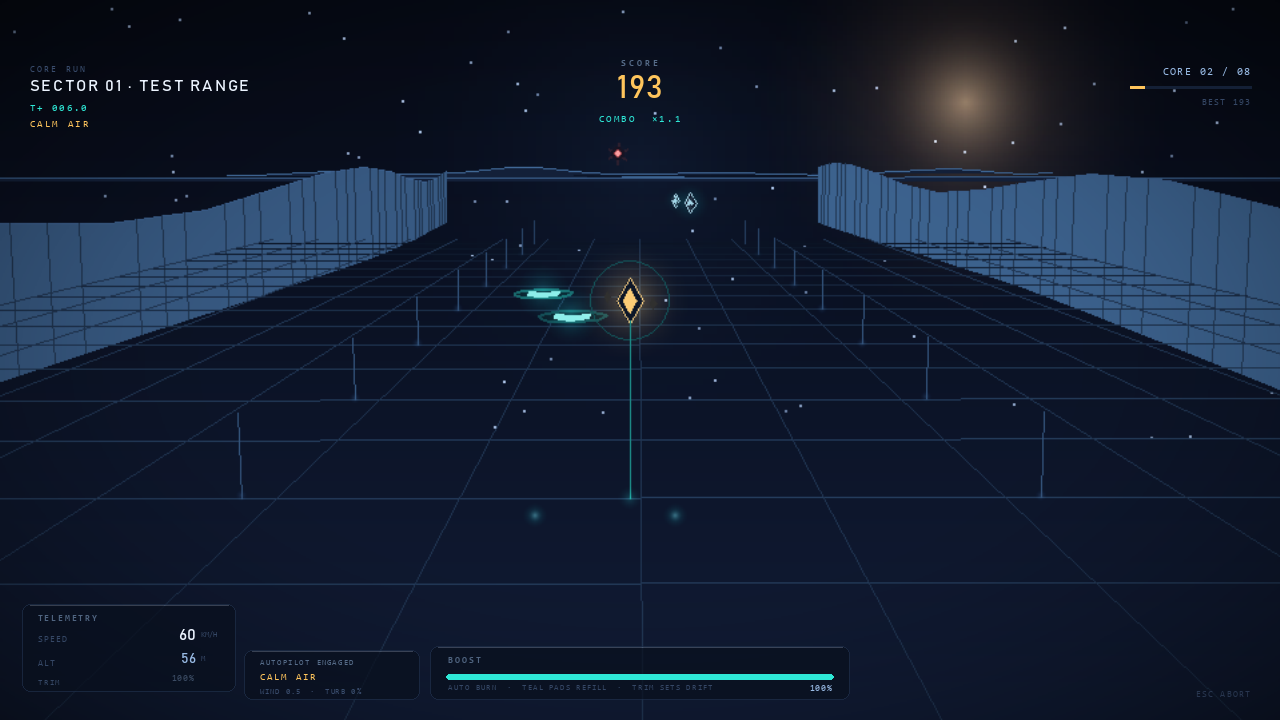 CORE RUN
SECTOR 01 · TEST RANGE
T+ 006.0
CALM AIR
SCORE
193
COMBO ×1.1
CORE 02 / 08
BEST 193
TELEMETRY
SPEED 60 KM/H
ALT 56 M
TRIM 100%
AUTOPILOT ENGAGED
CALM AIR
WIND 0.5 · TURB 0%
BOOST
AUTO BURN · TEAL PADS REFILL · TRIM SETS DRIFT 100%
ESC ABORT